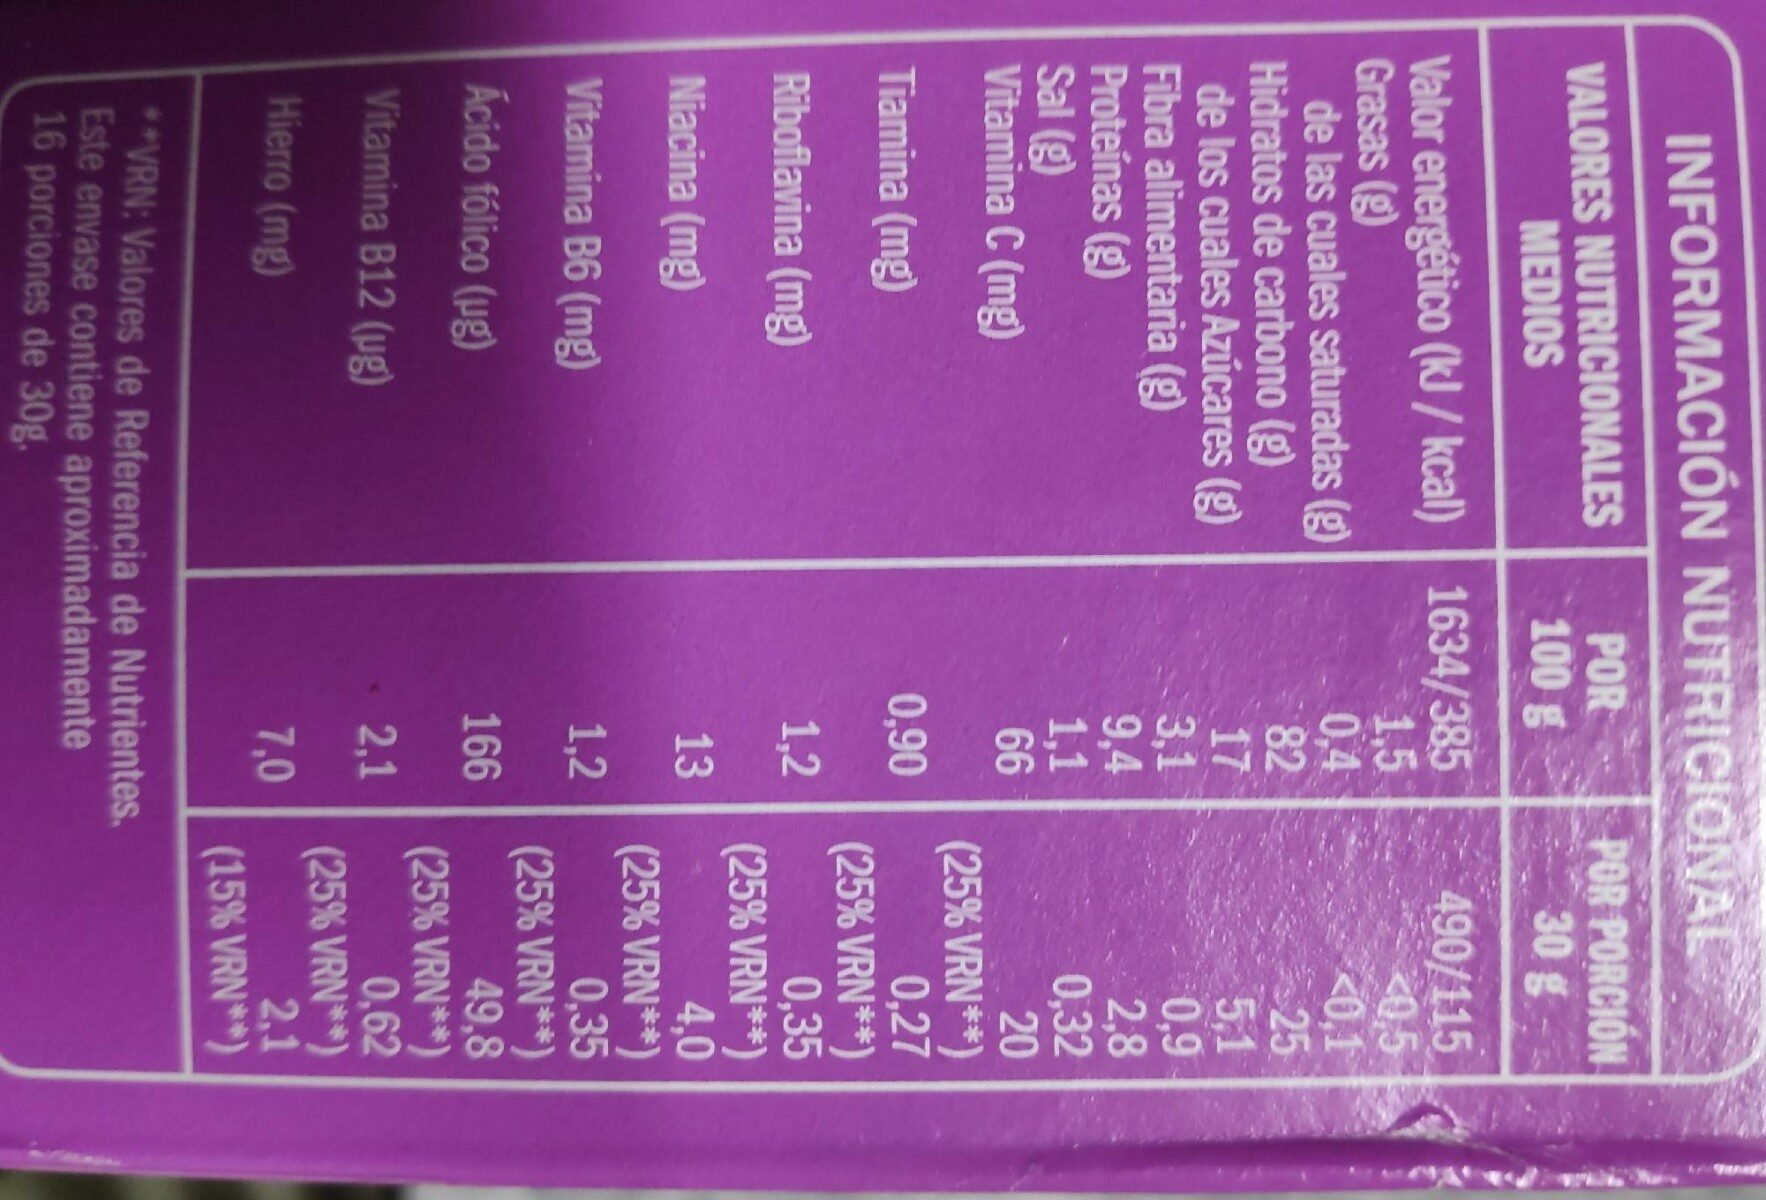 INFORMACIÓN NUTRICIONAL
VALORES NUTRICIONALES MEDIOS POR 100 g POR PORCIÓN 30 g
Valor energético (kJ / kcal) 1634/385 490/115
Grasas (g) 1,5 <0,5
de las cuales saturadas (g) 0,4 <0,1
Hidratos de carbono (g) 82 25
de los cuales Azúcares (g) 17 5,1
Fibra alimentaria (g) 3,1 0,9
Proteínas (g) 9,4 2,8
Sal (g) 1,1 0,32
Vitamina C (mg) 66 20
(25% VRN**)
Tiamina (mg) 0,90 0,27
(25% VRN**)
Riboflavina (mg) 1,2 0,35
(25% VRN**)
Niacina (mg) 13 4,0
(25% VRN**)
Vitamina B6 (mg) 1,2 0,35
(25% VRN**)
Ácido fólico (µg) 166 49,8
(25% VRN**)
Vitamina B12 (µg) 2,1 0,62
(25% VRN**)
Hierro (mg) 7,0 2,1
(15% VRN**)
**VRN: Valores de Referencia de Nutrientes.
Este envase contiene aproximadamente
16 porciones de 30g.